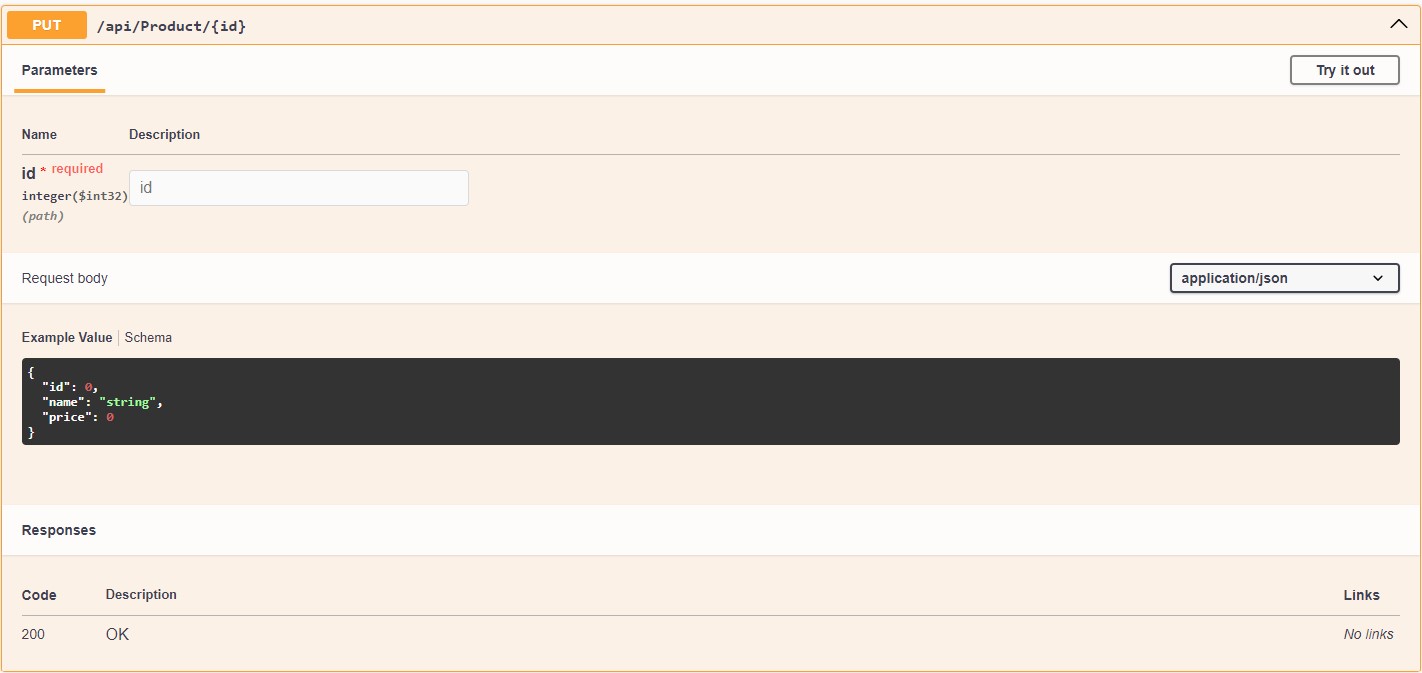 PUT /api/Product/{id}
Parameters Try it out
Name Description
id * required
integer($int32) id
(path)
Request body application/json
Example Value Schema
{
"id": 0,
"name": "string",
"price": 0
}
Responses
Code Description Links
200 OK No links